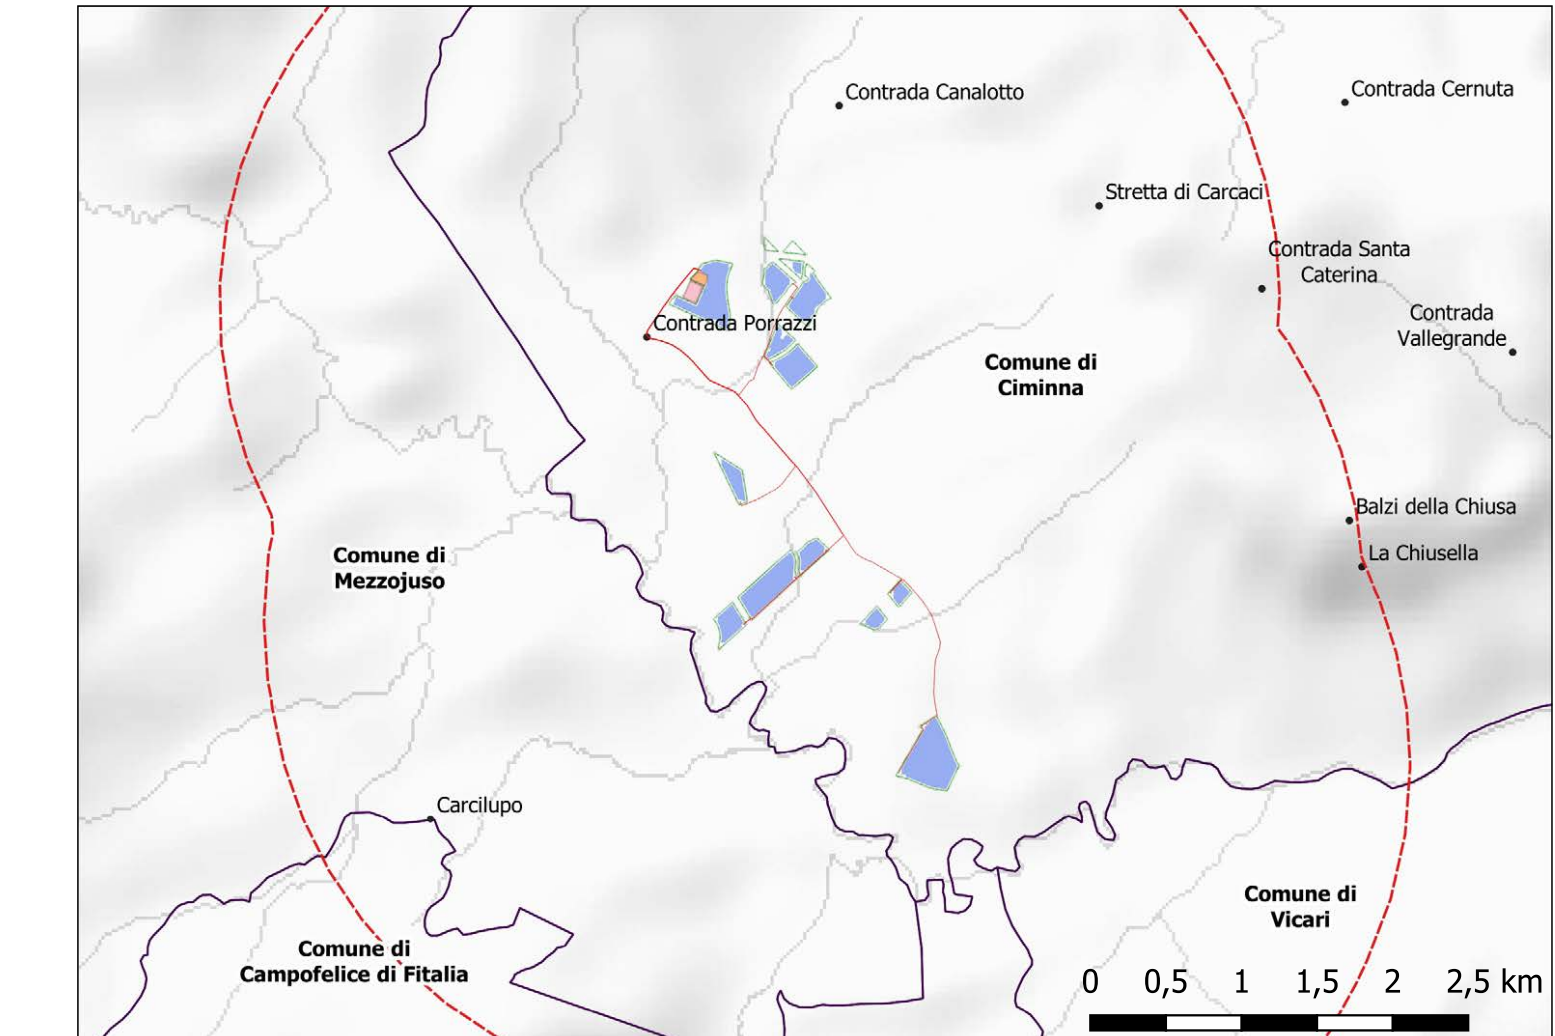 Contrada Canalotto
Contrada Cernuta
Stretta di Carcaci
Contrada Santa
Caterina
Contrada
Vallegrande
Contrada Porrazzi
Comune di
Ciminna
Balzi della Chiusa
La Chiusella
Comune di
Mezzojuso
Carcilupo
Comune di
Vicari
Comune di
Campofelice di Fitalia
0 0,5 1 1,5 2 2,5 km